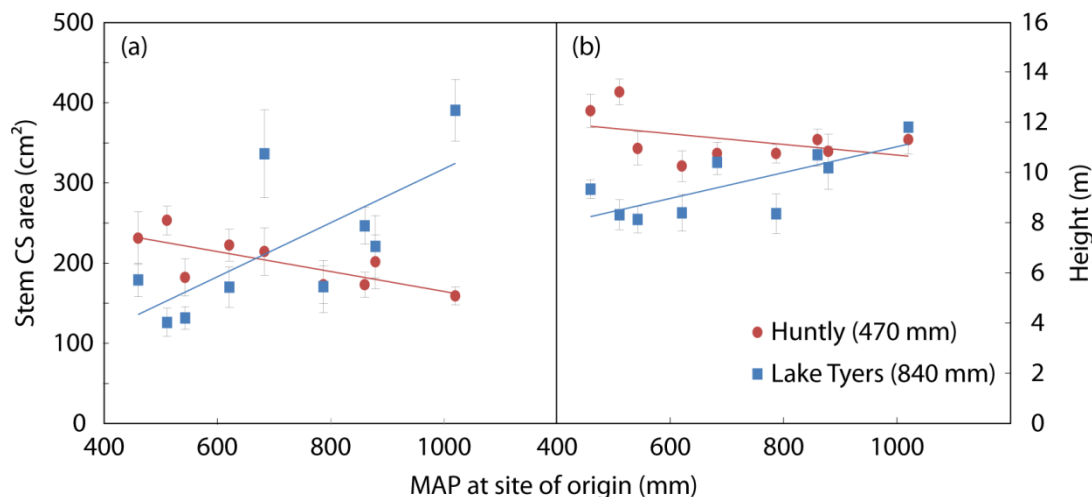 (a)
(b)
500
400
300
200
100
0
Stem CS area (cm²)
16
14
12
10
8
6
4
2
0
Height (m)
Huntly (470 mm)
Lake Tyers (840 mm)
400 600 800 1000 400 600 800 1000 1200
MAP at site of origin (mm)